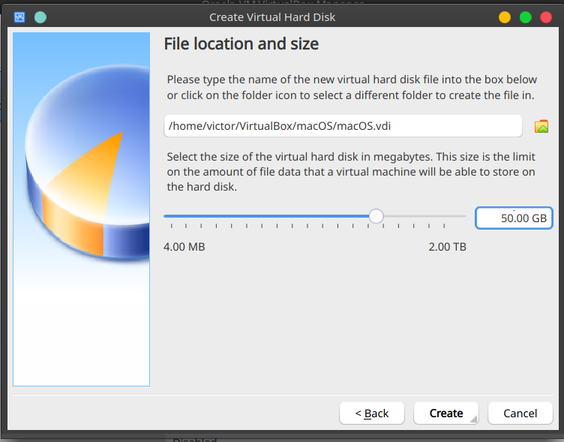 Create Virtual Hard Disk
File location and size
Please type the name of the new virtual hard disk file into the box below
or click on the folder icon to select a different folder to create the file in.
/home/victor/VirtualBox/macOS/macOS.vdi
Select the size of the virtual hard disk in megabytes. This size is the limit
on the amount of file data that a virtual machine will be able to store on
the hard disk.
50.00 GB
4.00 MB 2.00 TB
< Back Create Cancel